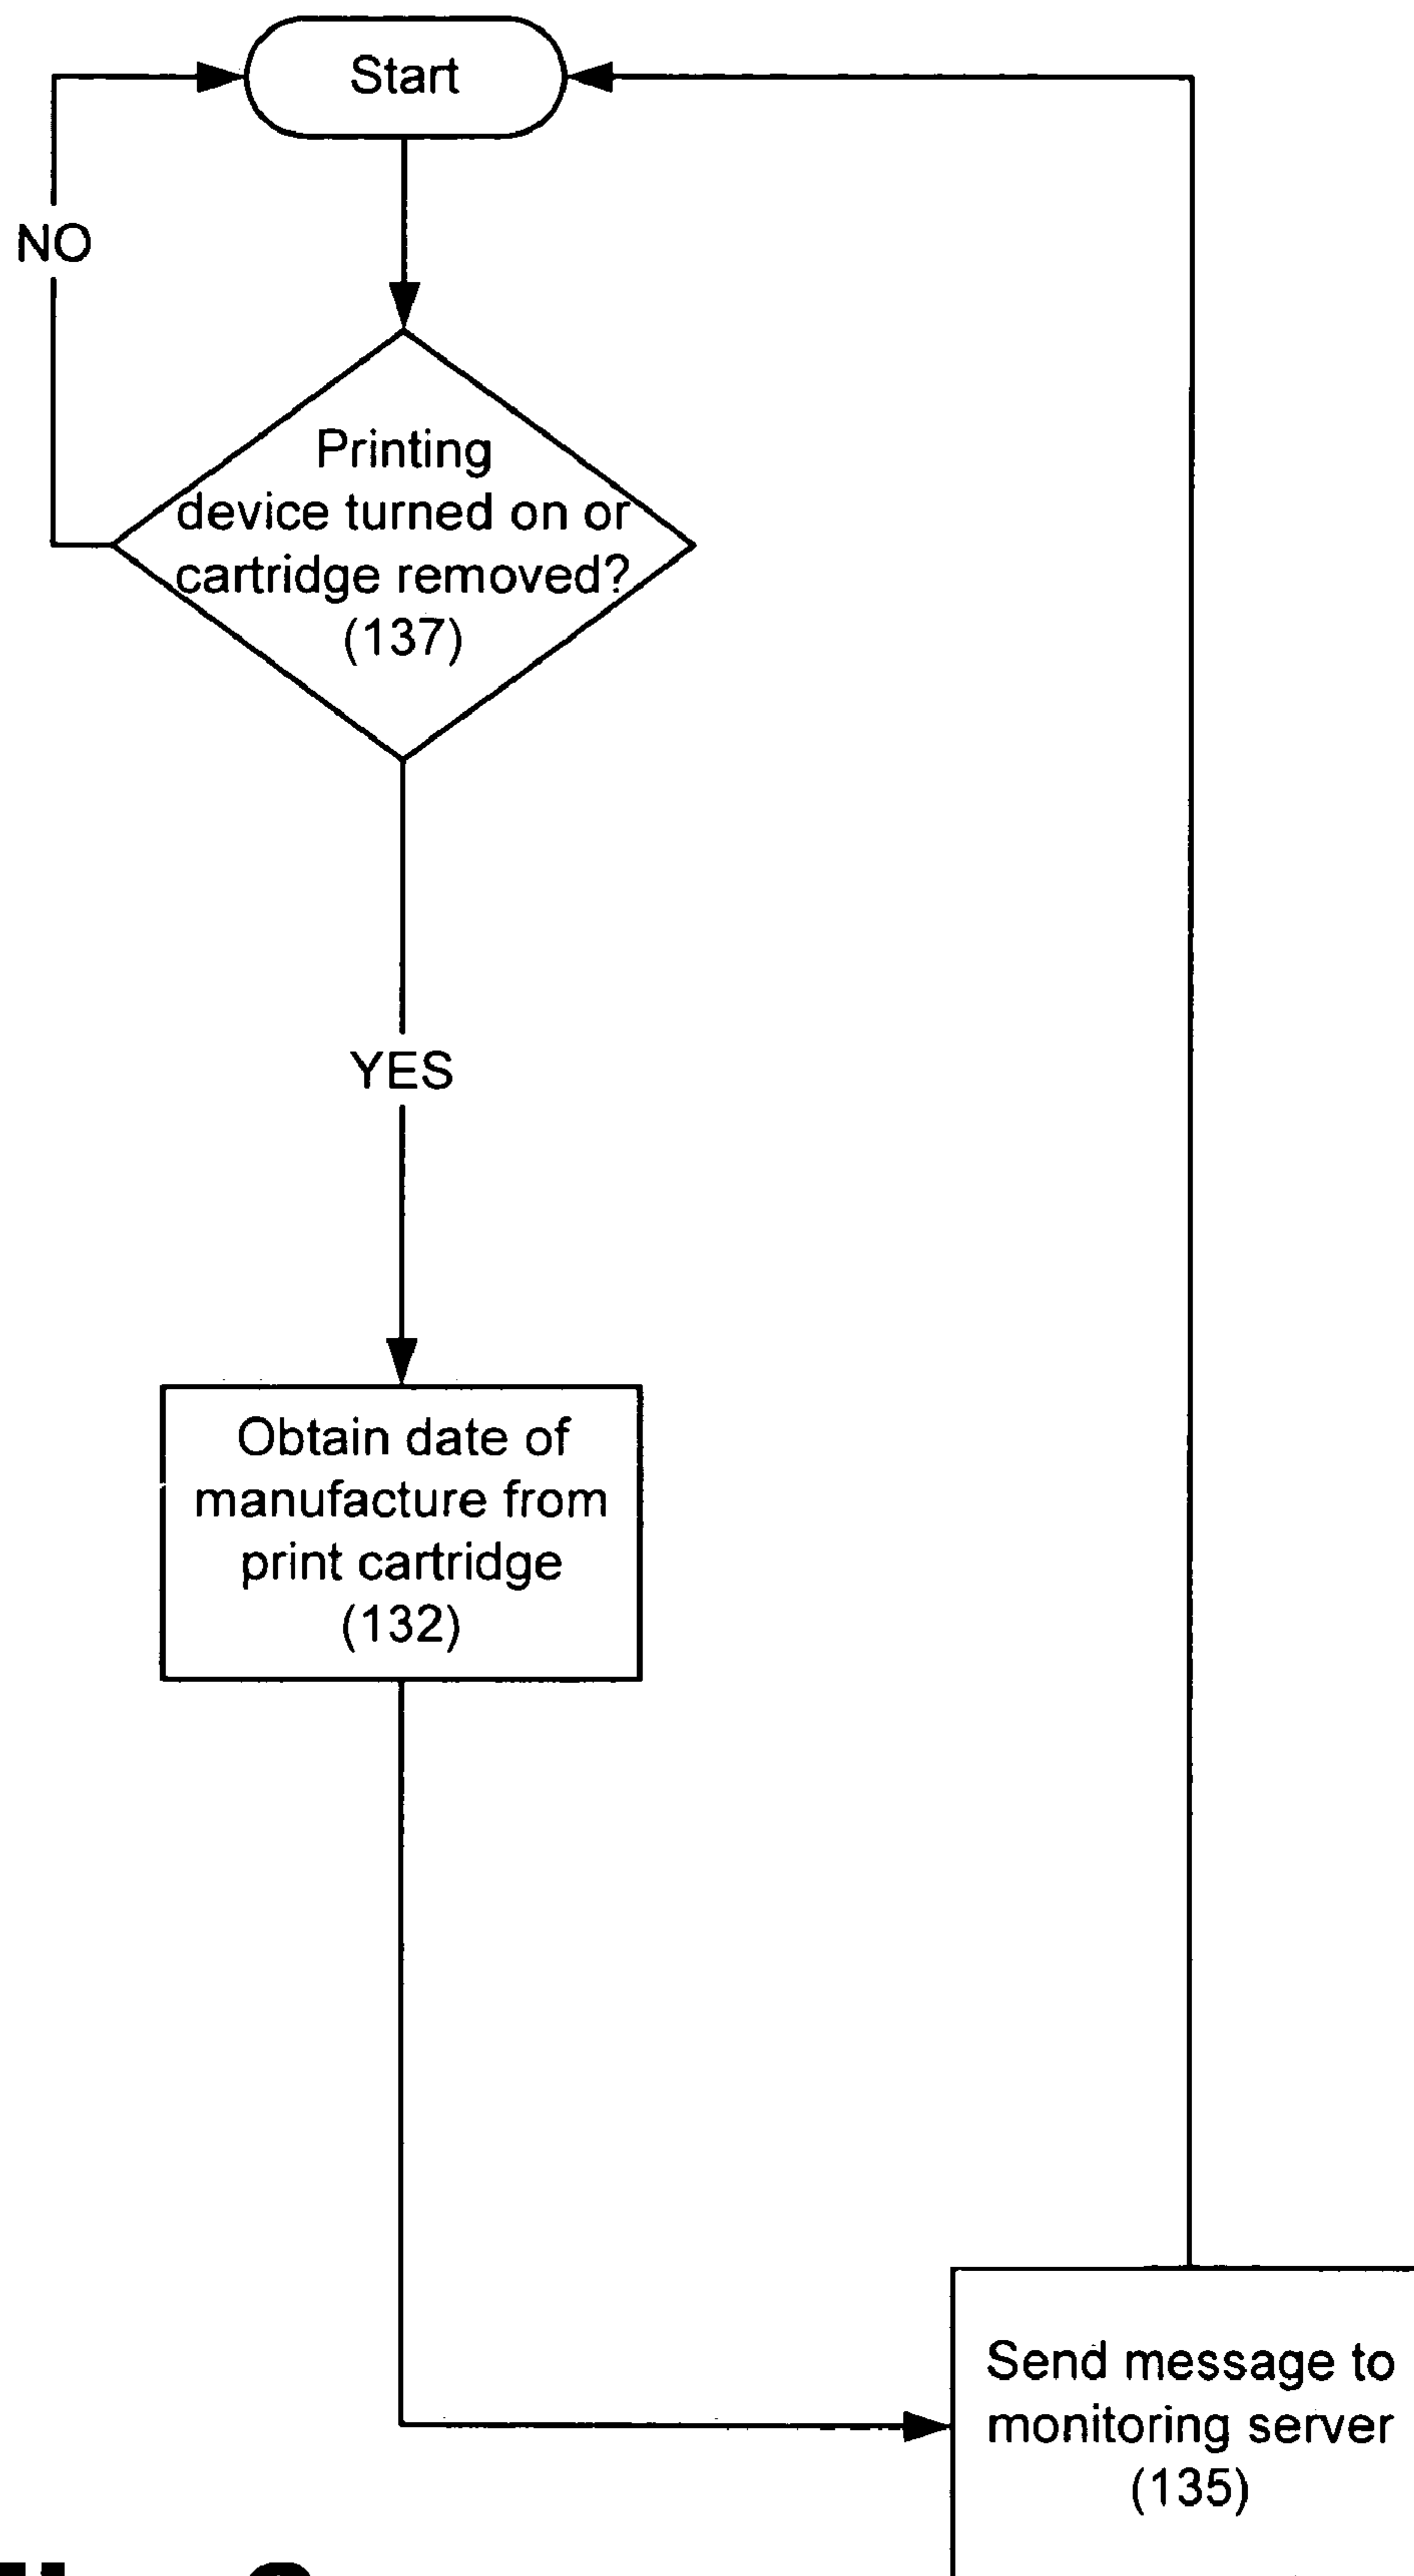 Start
NO
Printing
device turned on or
cartridge removed?
(137)
YES
Obtain date of
manufacture from
print cartridge
(132)
Send message to
monitoring server
(135)